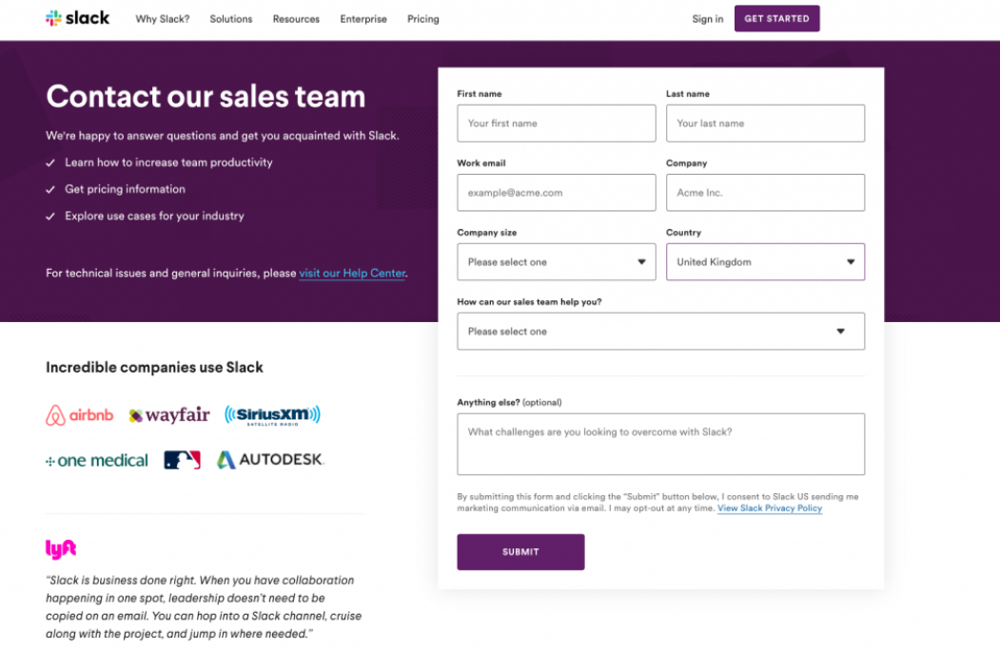 slack Why Slack? Solutions Resources Enterprise Pricing Sign in GET STARTED
Contact our sales team
We're happy to answer questions and get you acquainted with Slack.
Learn how to increase team productivity
Get pricing information
Explore use cases for your industry
For technical issues and general inquiries, please visit our Help Center.
First name Last name
Your first name Your last name
Work email Company
example@acme.com Acme Inc.
Company size Country
Please select one United Kingdom
How can our sales team help you?
Please select one
Anything else? (optional)
What challenges are you looking to overcome with Slack?
By submitting this form and clicking the “Submit” button below, I consent to Slack US sending me
marketing communication via email. I may opt-out at any time. View Slack Privacy Policy
SUBMIT
Incredible companies use Slack
airbnb wayfair SiriusXM
SATELLITE RADIO
one medical AUTODESK.
lyft
“Slack is business done right. When you have collaboration
happening in one spot, leadership doesn't need to be
copied on an email. You can hop into a Slack channel, cruise
along with the project, and jump in where needed.”